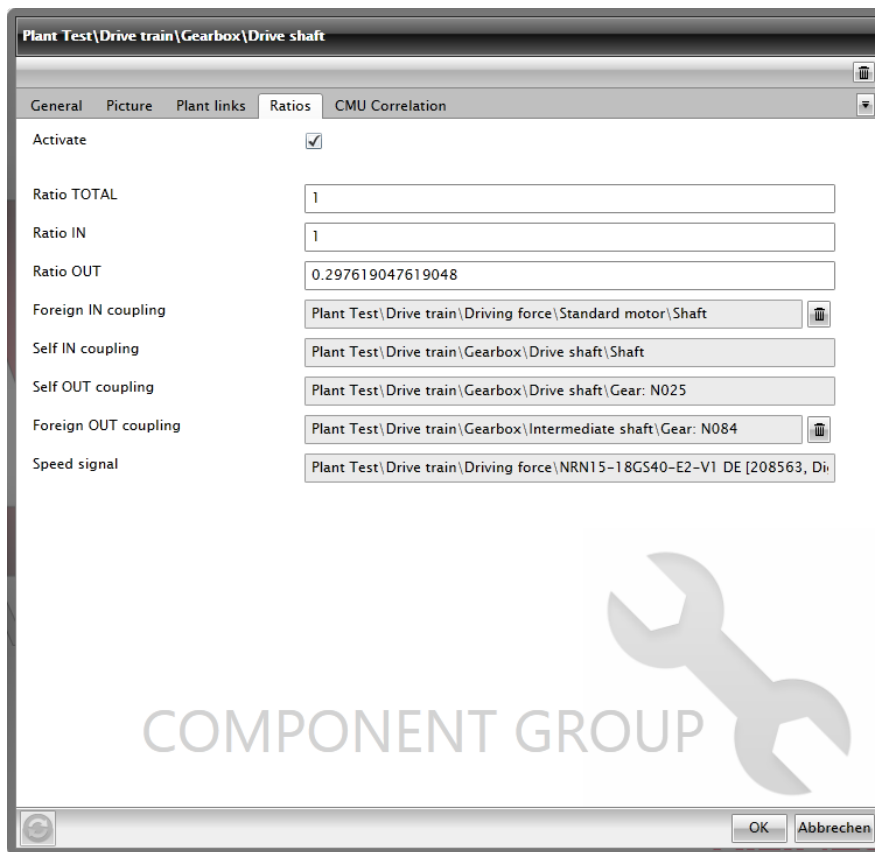 Plant Test\Drive train\Gearbox\Drive shaft
General Picture Plant links Ratios CMU Correlation
Activate
Ratio TOTAL 1
Ratio IN 1
Ratio OUT 0.297619047619048
Foreign IN coupling Plant Test\Drive train\Driving force\Standard motor\Shaft
Self IN coupling Plant Test\Drive train\Gearbox\Drive shaft\Shaft
Self OUT coupling Plant Test\Drive train\Gearbox\Drive shaft\Gear: N025
Foreign OUT coupling Plant Test\Drive train\Gearbox\Intermediate shaft\Gear: N084
Speed signal Plant Test\Drive train\Driving force\NRN15-18GS40-E2-V1 DE [208563,
COMPONENT GROUP
OK Abbrechen